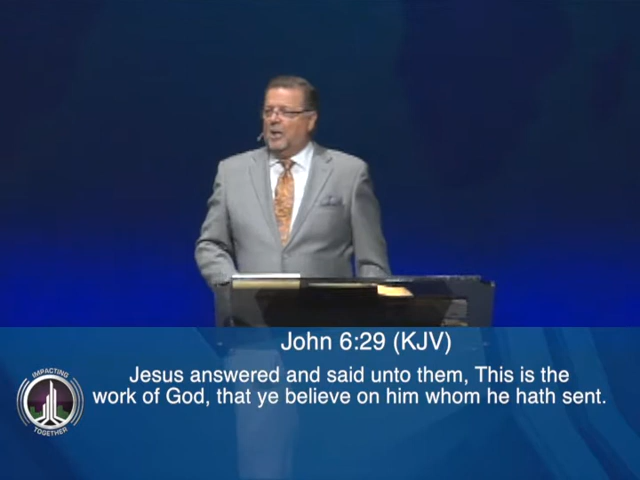 John 6:29 (KJV)
Jesus answered and said unto them, This is the
work of God, that ye believe on him whom he hath sent.
IMPACTING
TOGETHER